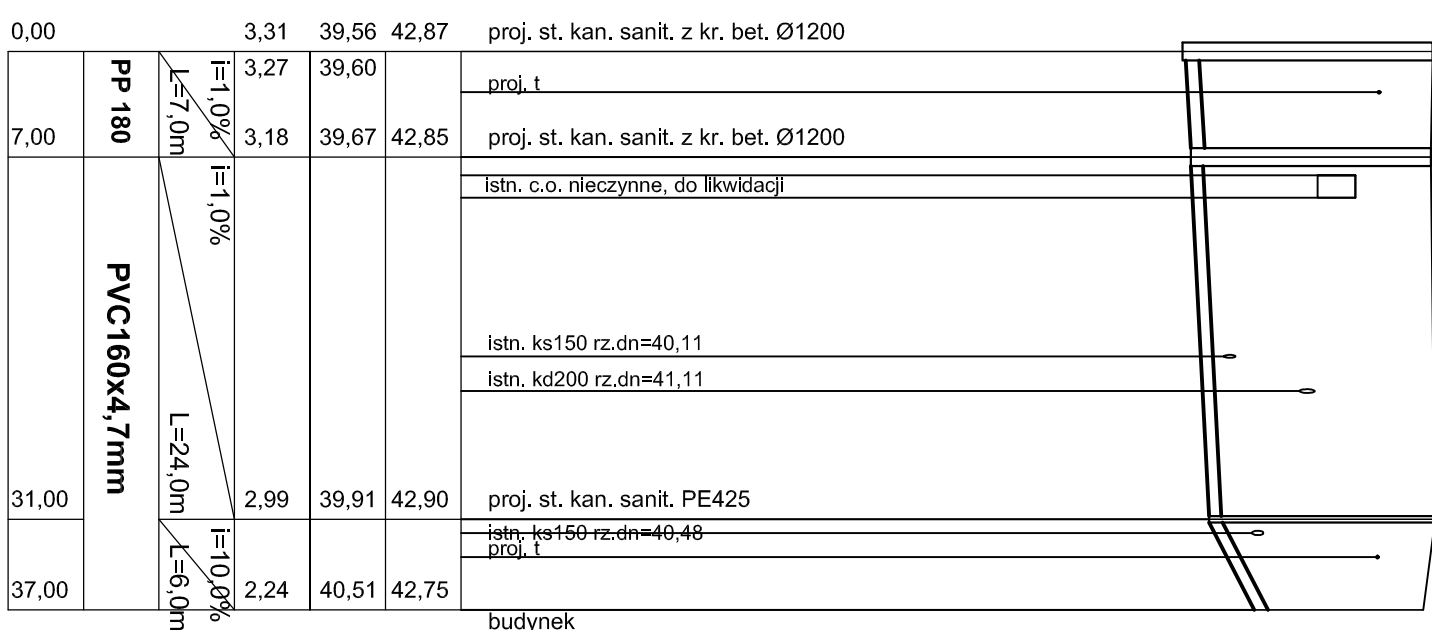 0,00 3,31 39,56 42,87 proj. st. kan. sanit. z kr. bet. Ø1200
PP 180
L=7,0m
i=1,0%
3,27 39,60
proj. t
7,00 3,18 39,67 42,85 proj. st. kan. sanit. z kr. bet. Ø1200
i=1,0%
istn. c.o. nieczynne, do likwidacji
PVC160x4,7mm
istn. ks150 rz.dn=40,11
istn. kd200 rz.dn=41,11
L=24,0m
31,00 2,99 39,91 42,90 proj. st. kan. sanit. PE425
istn. ks150 rz.dn=40,48
proj. t
i=10,0%
L=6,0m
37,00 2,24 40,51 42,75
budynek